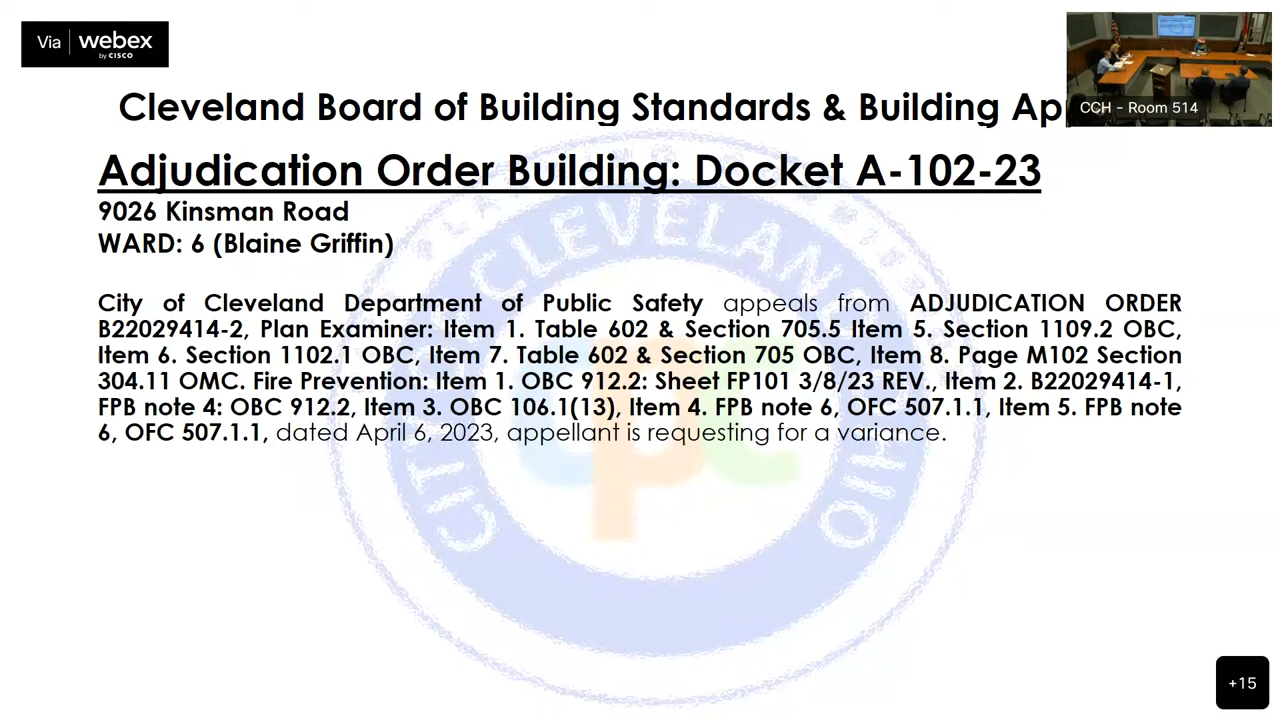 Via webex
by CISCO
CCH - Room 514
Cleveland Board of Building Standards & Building Ap
Adjudication Order Building: Docket A-102-23
9026 Kinsman Road
WARD: 6 (Blaine Griffin)
City of Cleveland Department of Public Safety appeals from ADJUDICATION ORDER
B22029414-2, Plan Examiner: Item 1. Table 602 & Section 705.5 Item 5. Section 1109.2 OBC,
Item 6. Section 1102.1 OBC, Item 7. Table 602 & Section 705 OBC, Item 8. Page M102 Section
304.11 OMC. Fire Prevention: Item 1. OBC 912.2: Sheet FP101 3/8/23 REV., Item 2. B22029414-1,
FPB note 4: OBC 912.2, Item 3. OBC 106.1(13), Item 4. FPB note 6, OFC 507.1.1, Item 5. FPB note
6, OFC 507.1.1, dated April 6, 2023, appellant is requesting for a variance.
cpc
+15